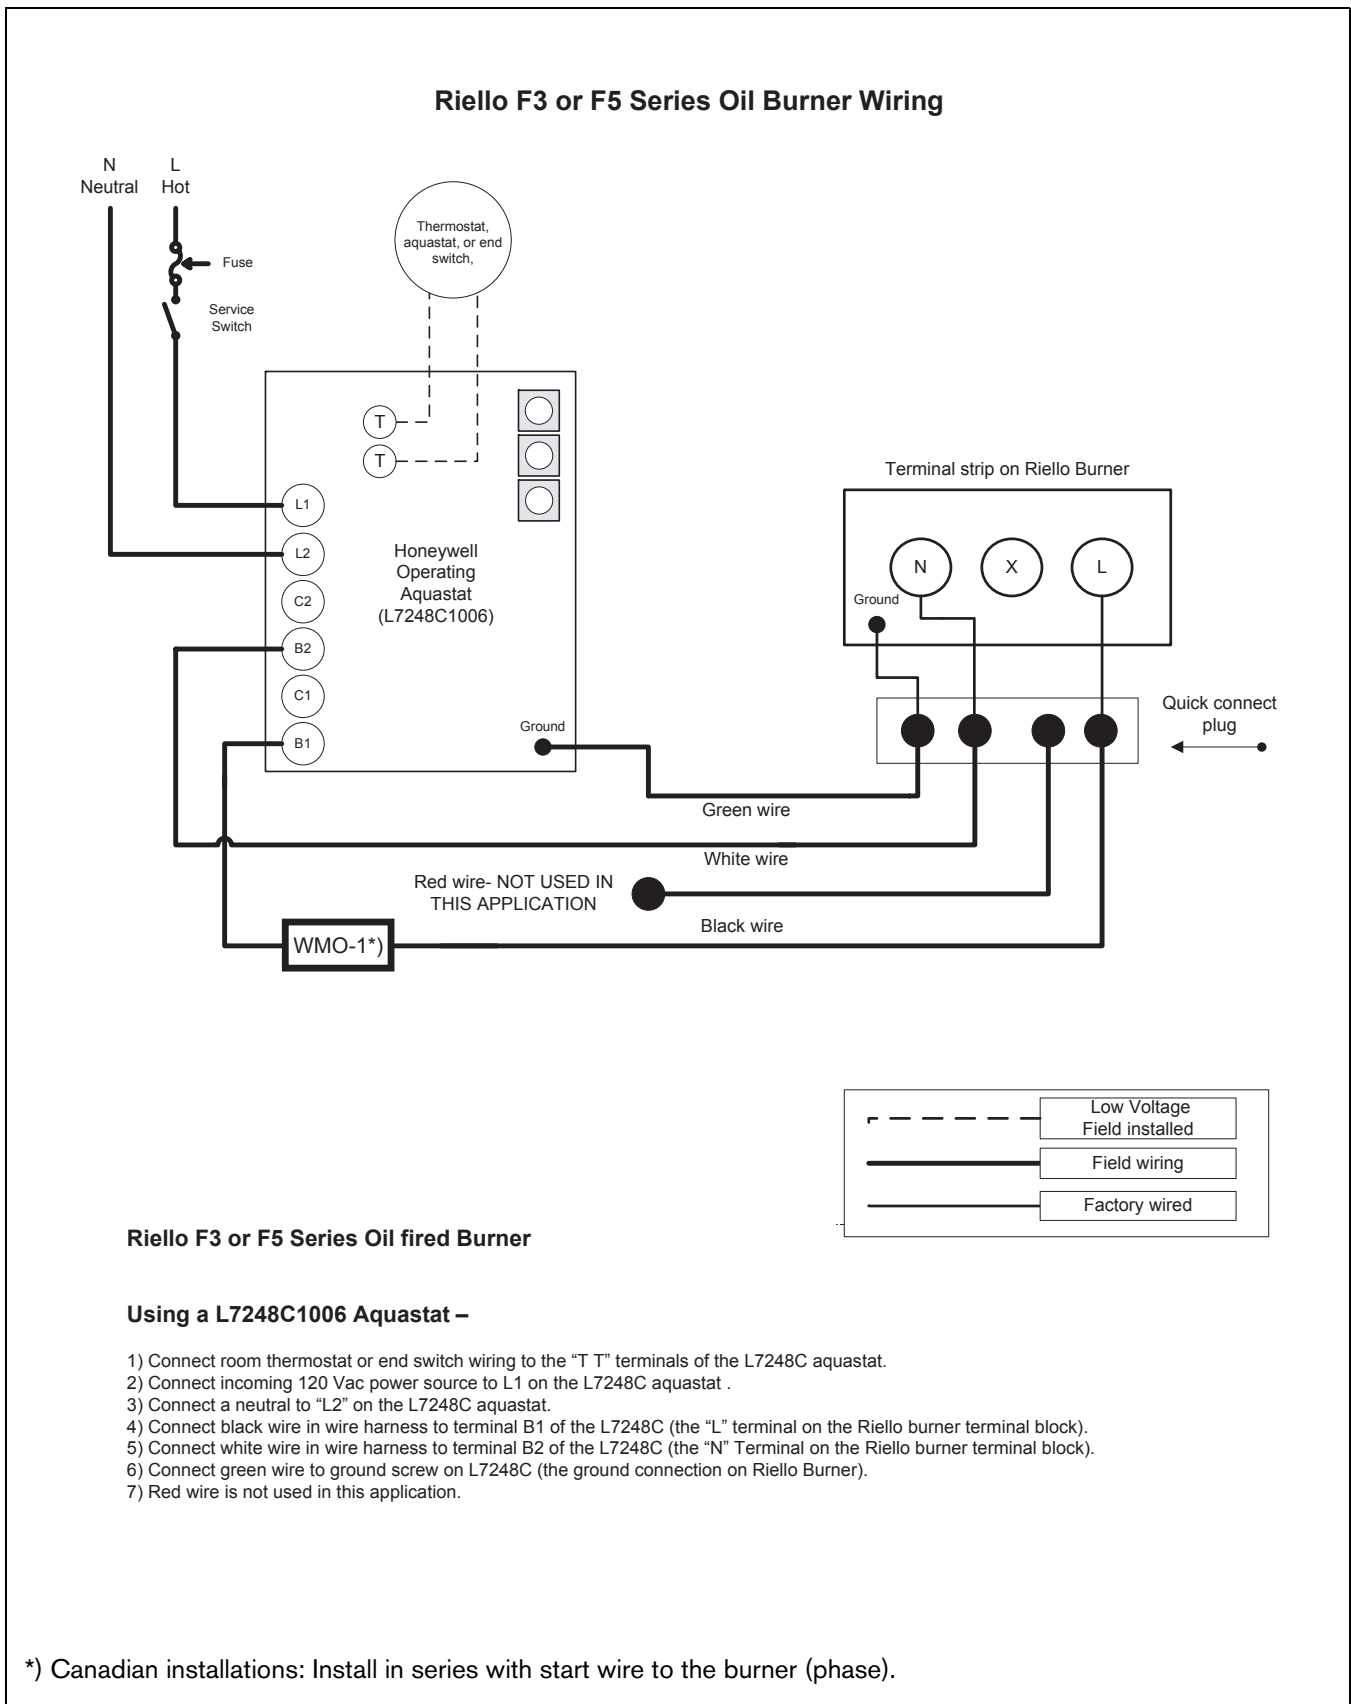 Riello F3 or F5 Series Oil Burner Wiring
N
Neutral
L
Hot
Fuse
Service
Switch
Thermostat,
aquastat, or end
switch,
T
T
L1
L2
C2
B2
C1
B1
Honeywell
Operating
Aquastat
(L7248C1006)
Ground
Terminal strip on Riello Burner
N
X
L
Ground
Quick connect
plug
Green wire
White wire
Red wire- NOT USED IN
THIS APPLICATION
Black wire
WMO-1*)
Low Voltage
Field installed
Field wiring
Factory wired
Riello F3 or F5 Series Oil fired Burner
Using a L7248C1006 Aquastat –
1) Connect room thermostat or end switch wiring to the “T T” terminals of the L7248C aquastat.
2) Connect incoming 120 Vac power source to L1 on the L7248C aquastat .
3) Connect a neutral to “L2” on the L7248C aquastat.
4) Connect black wire in wire harness to terminal B1 of the L7248C (the “L” terminal on the Riello burner terminal block).
5) Connect white wire in wire harness to terminal B2 of the L7248C (the “N” Terminal on the Riello burner terminal block).
6) Connect green wire to ground screw on L7248C (the ground connection on Riello Burner).
7) Red wire is not used in this application.
*) Canadian installations: Install in series with start wire to the burner (phase).